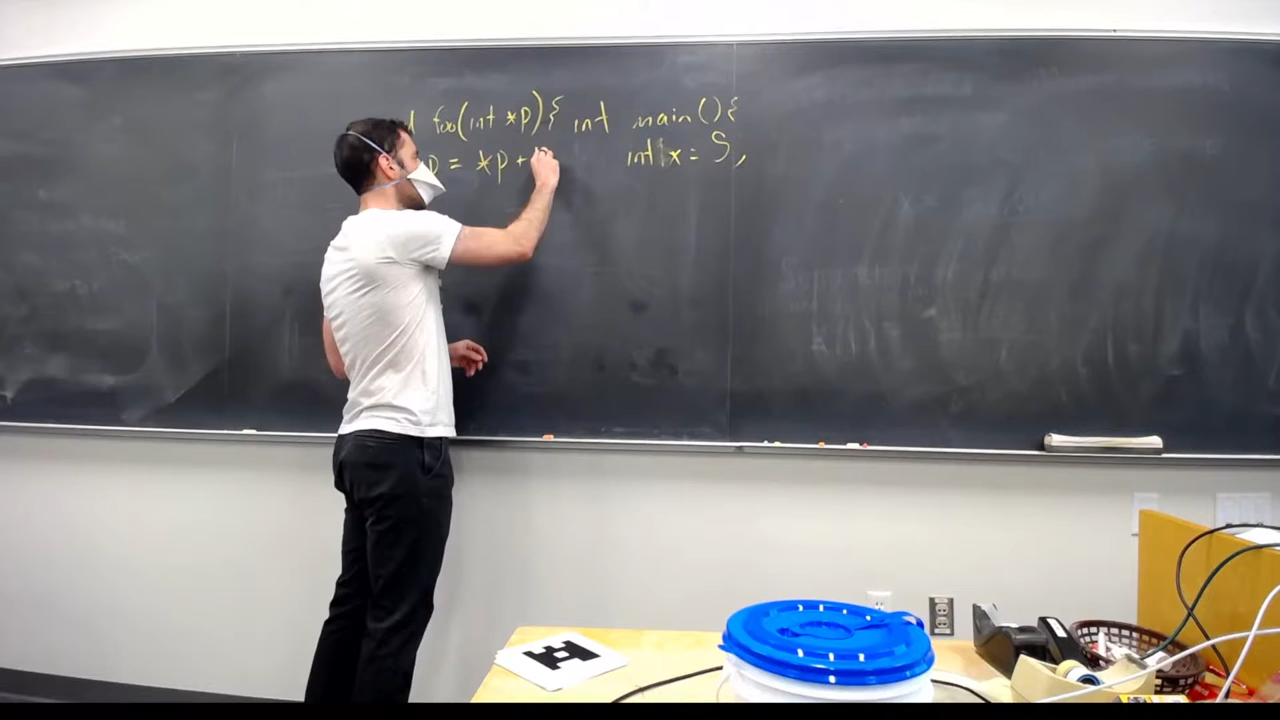 foo(int *p){ int main(){
p = *p + int x = 5;